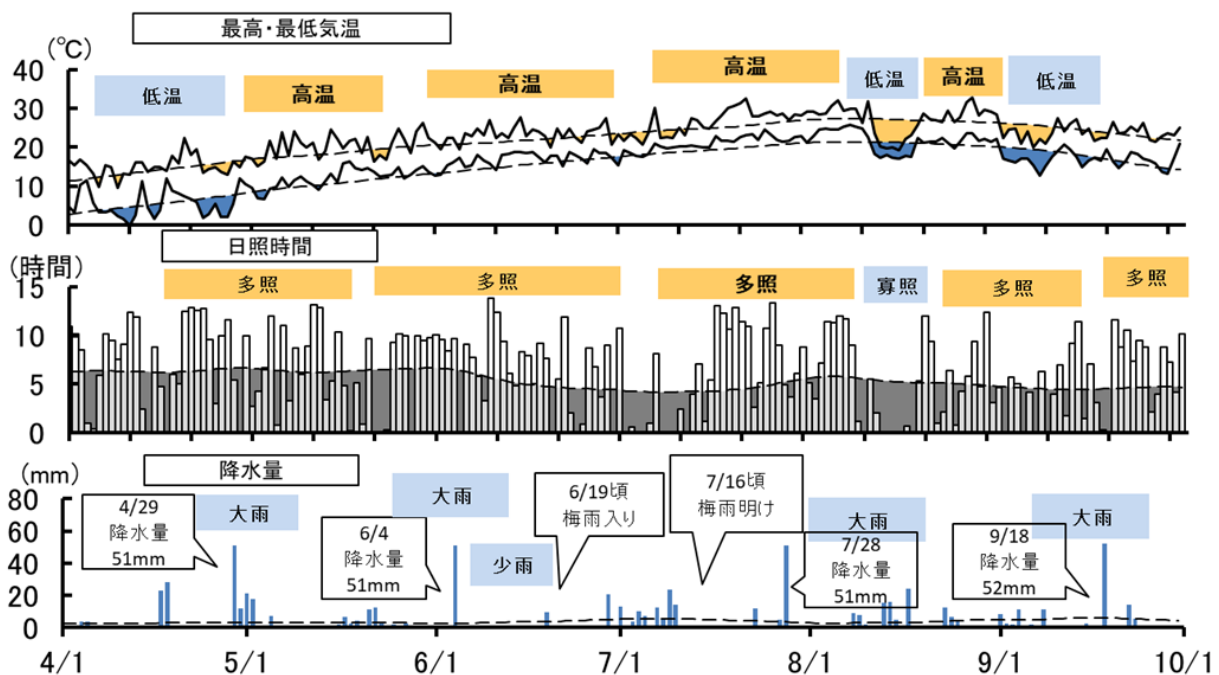 最高・最低気温
(℃)
40
30
20
10
0
低温
高温
高温
高温
低温
高温
低温
日照時間
(時間)
15
10
5
0
多照
多照
多照
寡照
多照
多照
降水量
(mm)
80
60
40
20
0
4/29
降水量
51mm
大雨
6/4
降水量
51mm
大雨
少雨
6/19頃
梅雨入り
7/16頃
梅雨明け
大雨
7/28
降水量
51mm
9/18
降水量
52mm
大雨
4/1
5/1
6/1
7/1
8/1
9/1
10/1